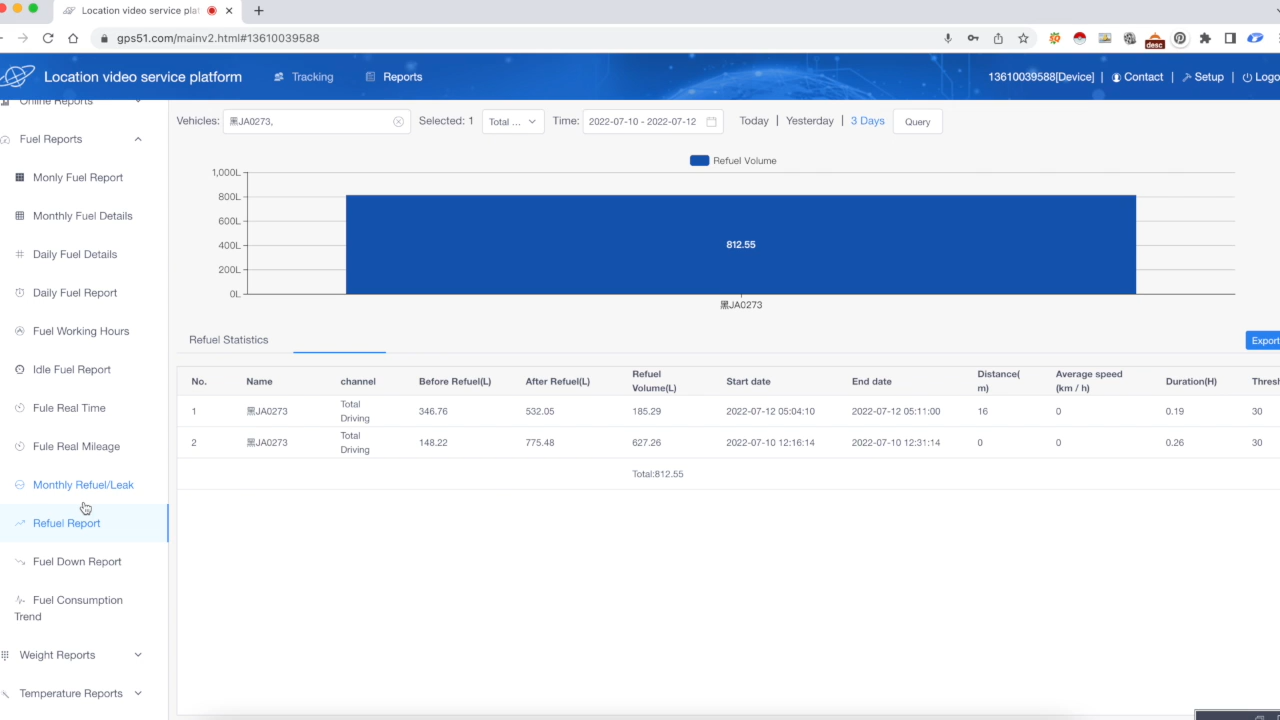 Location video service plat
gps51.com/mainv2.html#13610039588
desc
Location video service platform
Tracking
Reports
13610039588[Device] | Contact | Setup | Logo
Online Reports
Vehicles: 黑JA0273, Selected: 1 Total ... Time: 2022-07-10 - 2022-07-12 Today | Yesterday | 3 Days Query
Fuel Reports
Monly Fuel Report
Monthly Fuel Details
Daily Fuel Details
Daily Fuel Report
Fuel Working Hours
Idle Fuel Report
Fule Real Time
Fule Real Mileage
Monthly Refuel/Leak
Refuel Report
Fuel Down Report
Fuel Consumption
Trend
Weight Reports
Temperature Reports
Refuel Volume
1,000L
800L
600L
400L
200L
0L
812.55
黑JA0273
Refuel Statistics
Export
No. Name channel Before Refuel(L) After Refuel(L) Refuel Volume(L) Start date End date Distance(m) Average speed (km / h) Duration(H) Thresh
1 黑JA0273 Total Driving 346.76 532.05 185.29 2022-07-12 05:04:10 2022-07-12 05:11:00 16 0 0.19 30
2 黑JA0273 Total Driving 148.22 775.48 627.26 2022-07-10 12:16:14 2022-07-10 12:31:14 0 0 0.26 30
Total:812.55